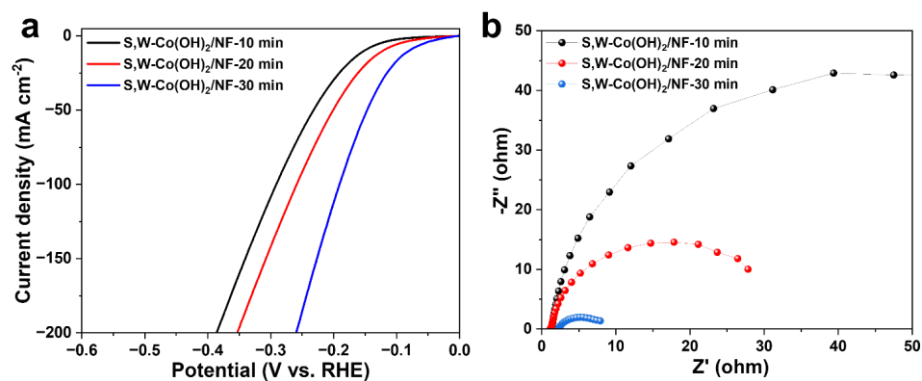 a
S,W-Co(OH)₂/NF-10 min
S,W-Co(OH)₂/NF-20 min
S,W-Co(OH)₂/NF-30 min
Current density (mA cm⁻²)
0
−50
−100
−150
−200
−0.6 −0.5 −0.4 −0.3 −0.2 −0.1 0.0
Potential (V vs. RHE)
b
S,W-Co(OH)₂/NF-10 min
S,W-Co(OH)₂/NF-20 min
S,W-Co(OH)₂/NF-30 min
-Z'' (ohm)
50
40
30
20
10
0
0 10 20 30 40 50
Z' (ohm)